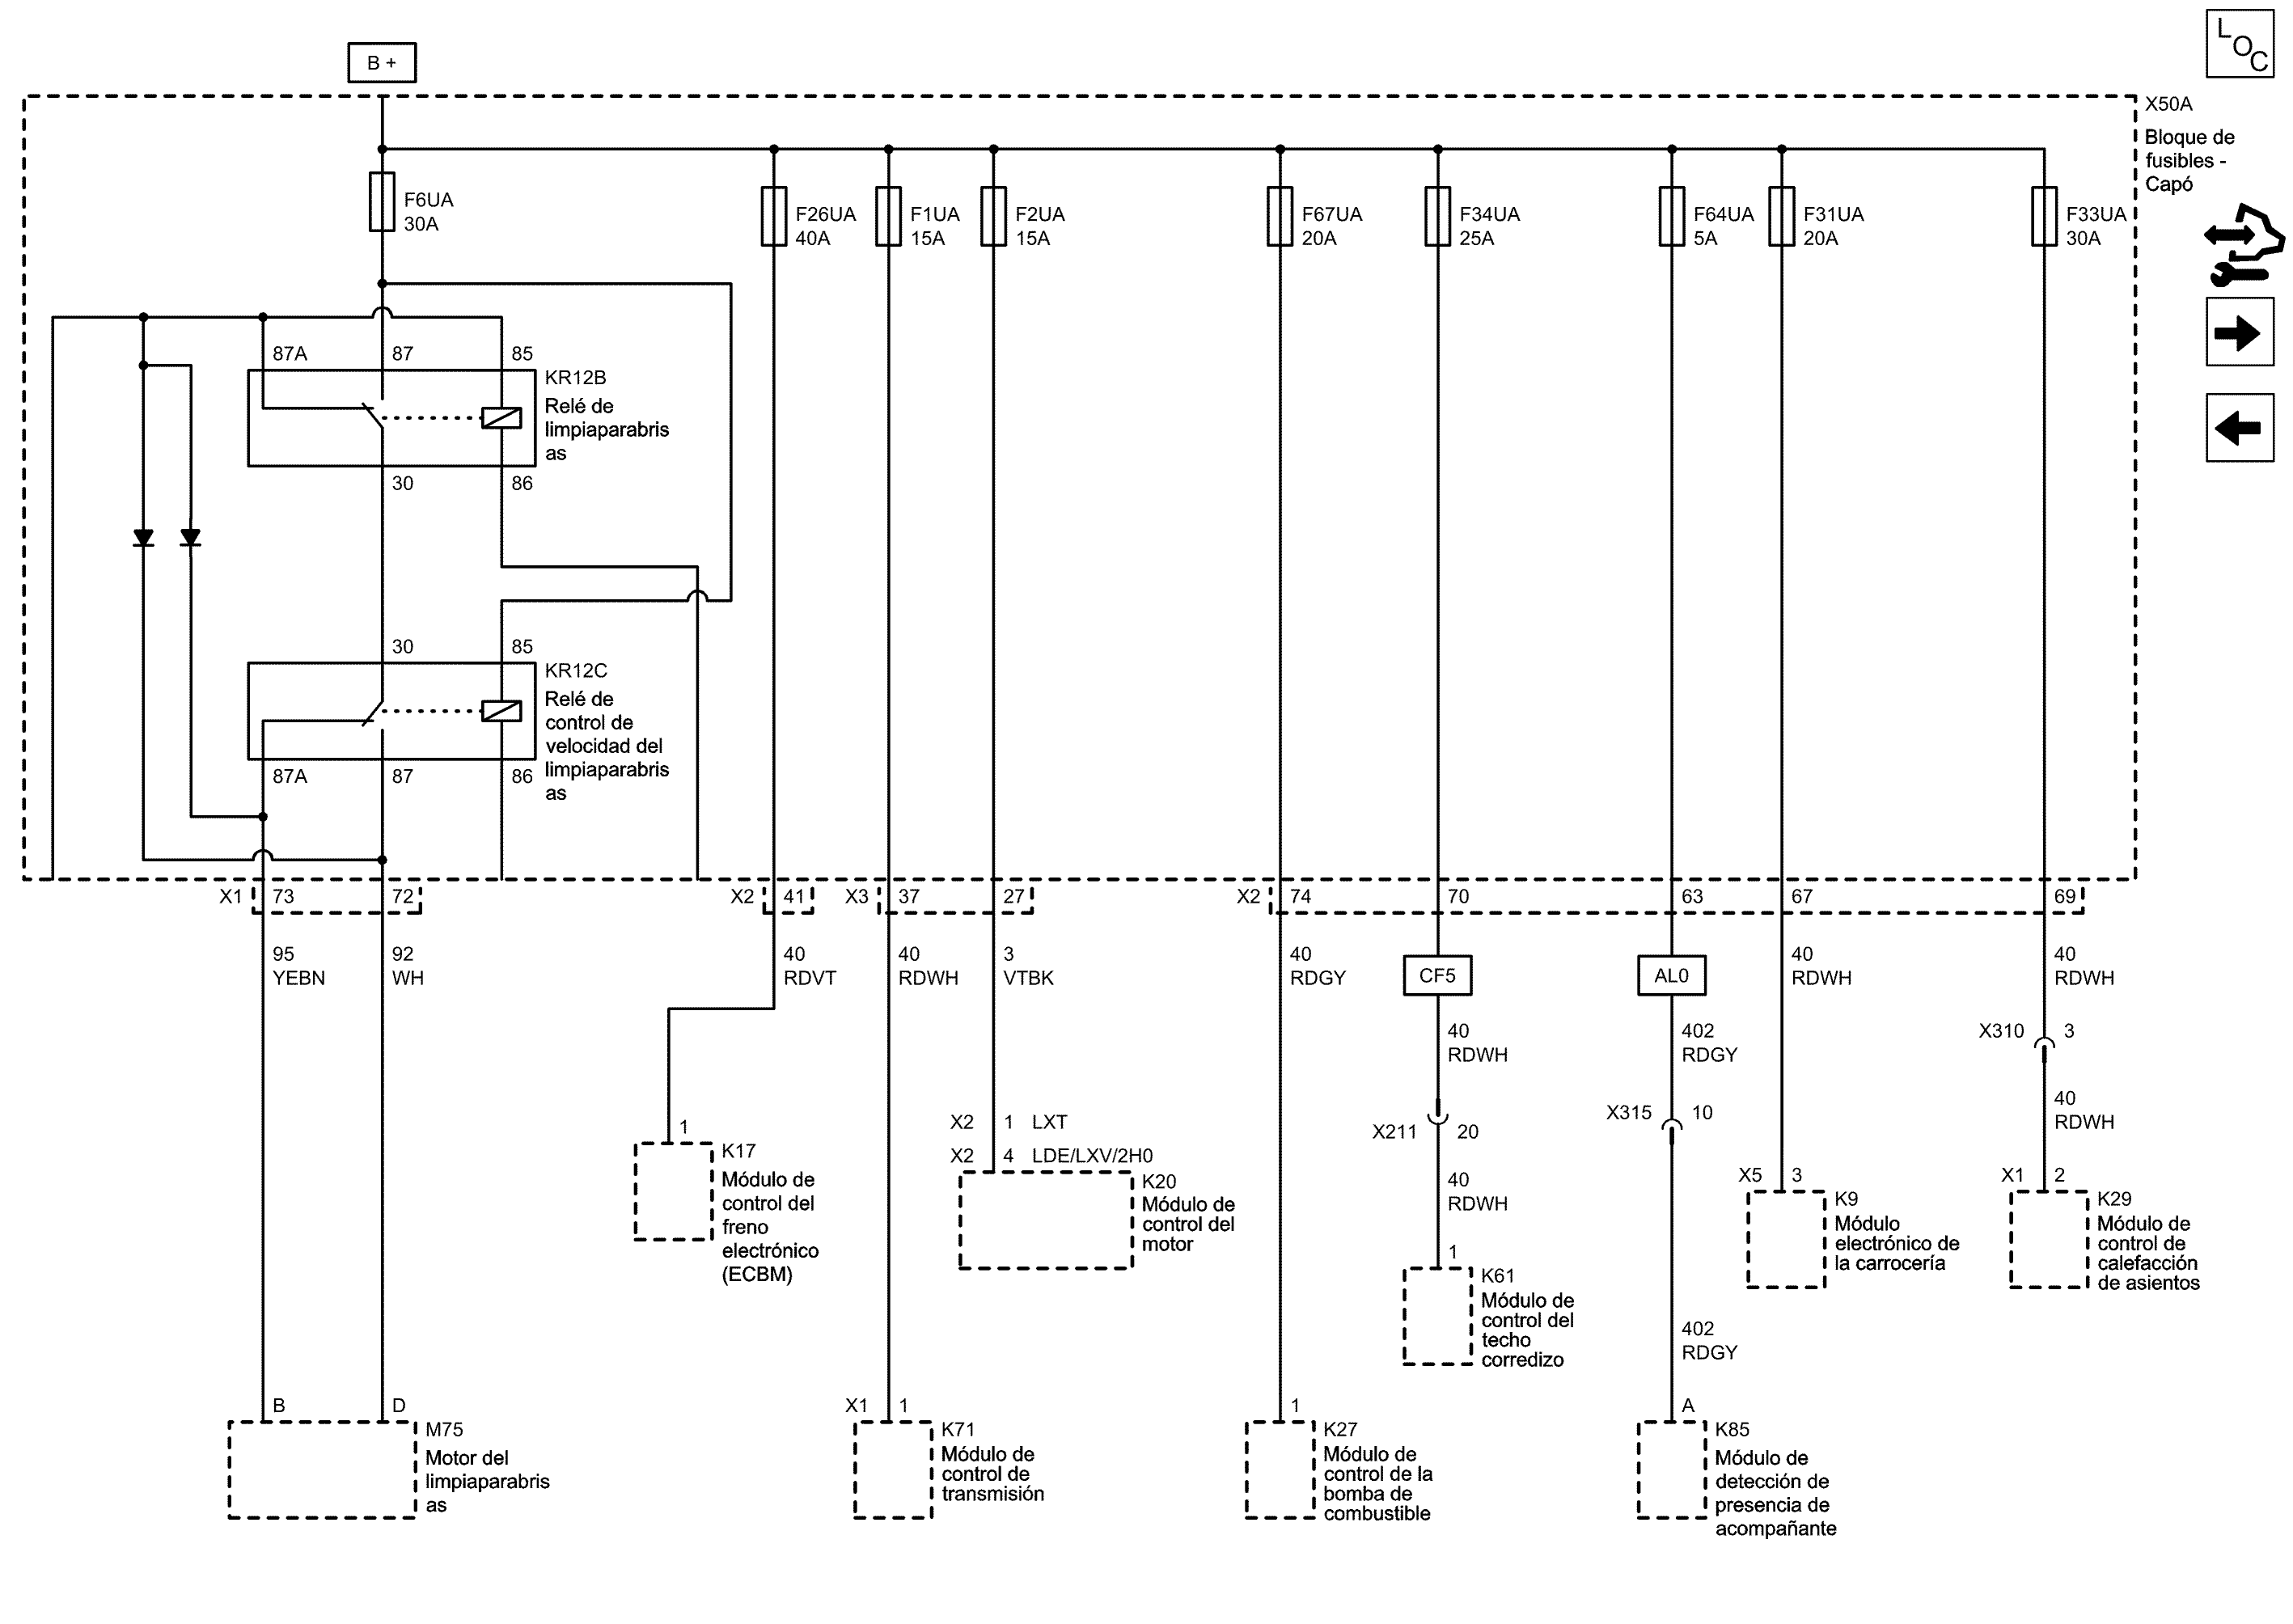 B +
L
O
C
X50A
Bloque de
fusibles -
Capó
F6UA
30A
F26UA
40A
F1UA
15A
F2UA
15A
F67UA
20A
F34UA
25A
F64UA
5A
F31UA
20A
F33UA
30A
87A
87
85
KR12B
Relé de
limpiaparabris
as
30
86
30
85
KR12C
Relé de
control de
velocidad del
limpiaparabris
as
87A
87
86
X1
73
72
X2
41
X3
37
27
X2
74
70
63
67
69
95
YEBN
92
WH
40
RDVT
40
RDWH
3
VTBK
40
RDGY
CF5
AL0
40
RDWH
40
RDWH
40
RDWH
402
RDGY
X310
3
X211
20
X315
10
40
RDWH
40
RDWH
402
RDGY
1
K17
Módulo de
control del
freno
electrónico
(ECBM)
X2
1
LXT
X2
4
LDE/LXV/2H0
K20
Módulo de
control del
motor
1
K61
Módulo de
control del
techo
corredizo
X5
3
K9
Módulo
electrónico de
la carrocería
X1
2
K29
Módulo de
control de
calefacción
de asientos
B
D
M75
Motor del
limpiaparabris
as
X1
1
K71
Módulo de
control de
transmisión
1
K27
Módulo de
control de la
bomba de
combustible
A
K85
Módulo de
detección de
presencia de
acompañante